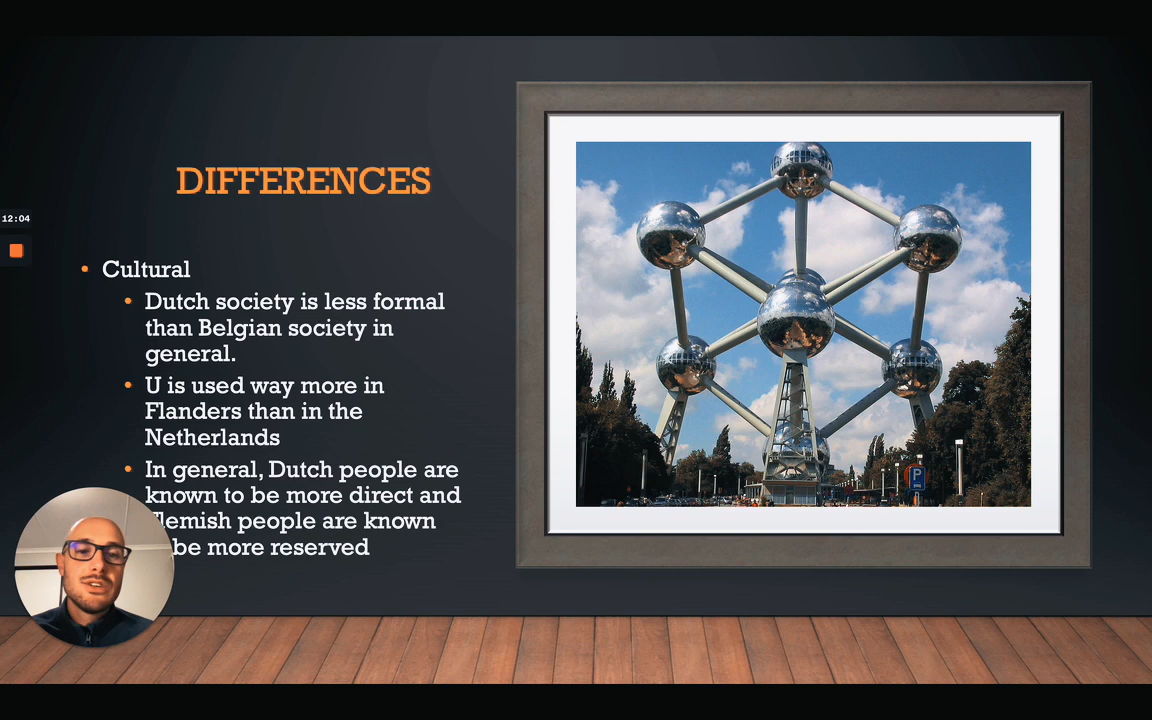 DIFFERENCES
12:04
Cultural
Dutch society is less formal
than Belgian society in
general.
U is used way more in
Flanders than in the
Netherlands
In general, Dutch people are
known to be more direct and
Flemish people are known
be more reserved
P